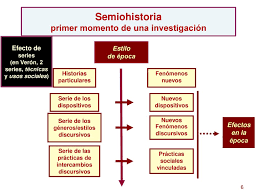 Semiohistoria
primer momento de una investigación
Efecto de
series
(en Verón, 2
series, técnicas
y usos sociales)
Estilo
de época
Historias
particulares
Fenómenos
nuevos
Serie de los
dispositivos
Nuevos
dispositivos
Serie de los
géneros/estilos
discursivos
Nuevos
Fenómenos
discursivos
Efectos
en la
época
Serie de las
prácticas de
intercambios
discursivos
Prácticas
sociales
vinculadas
6